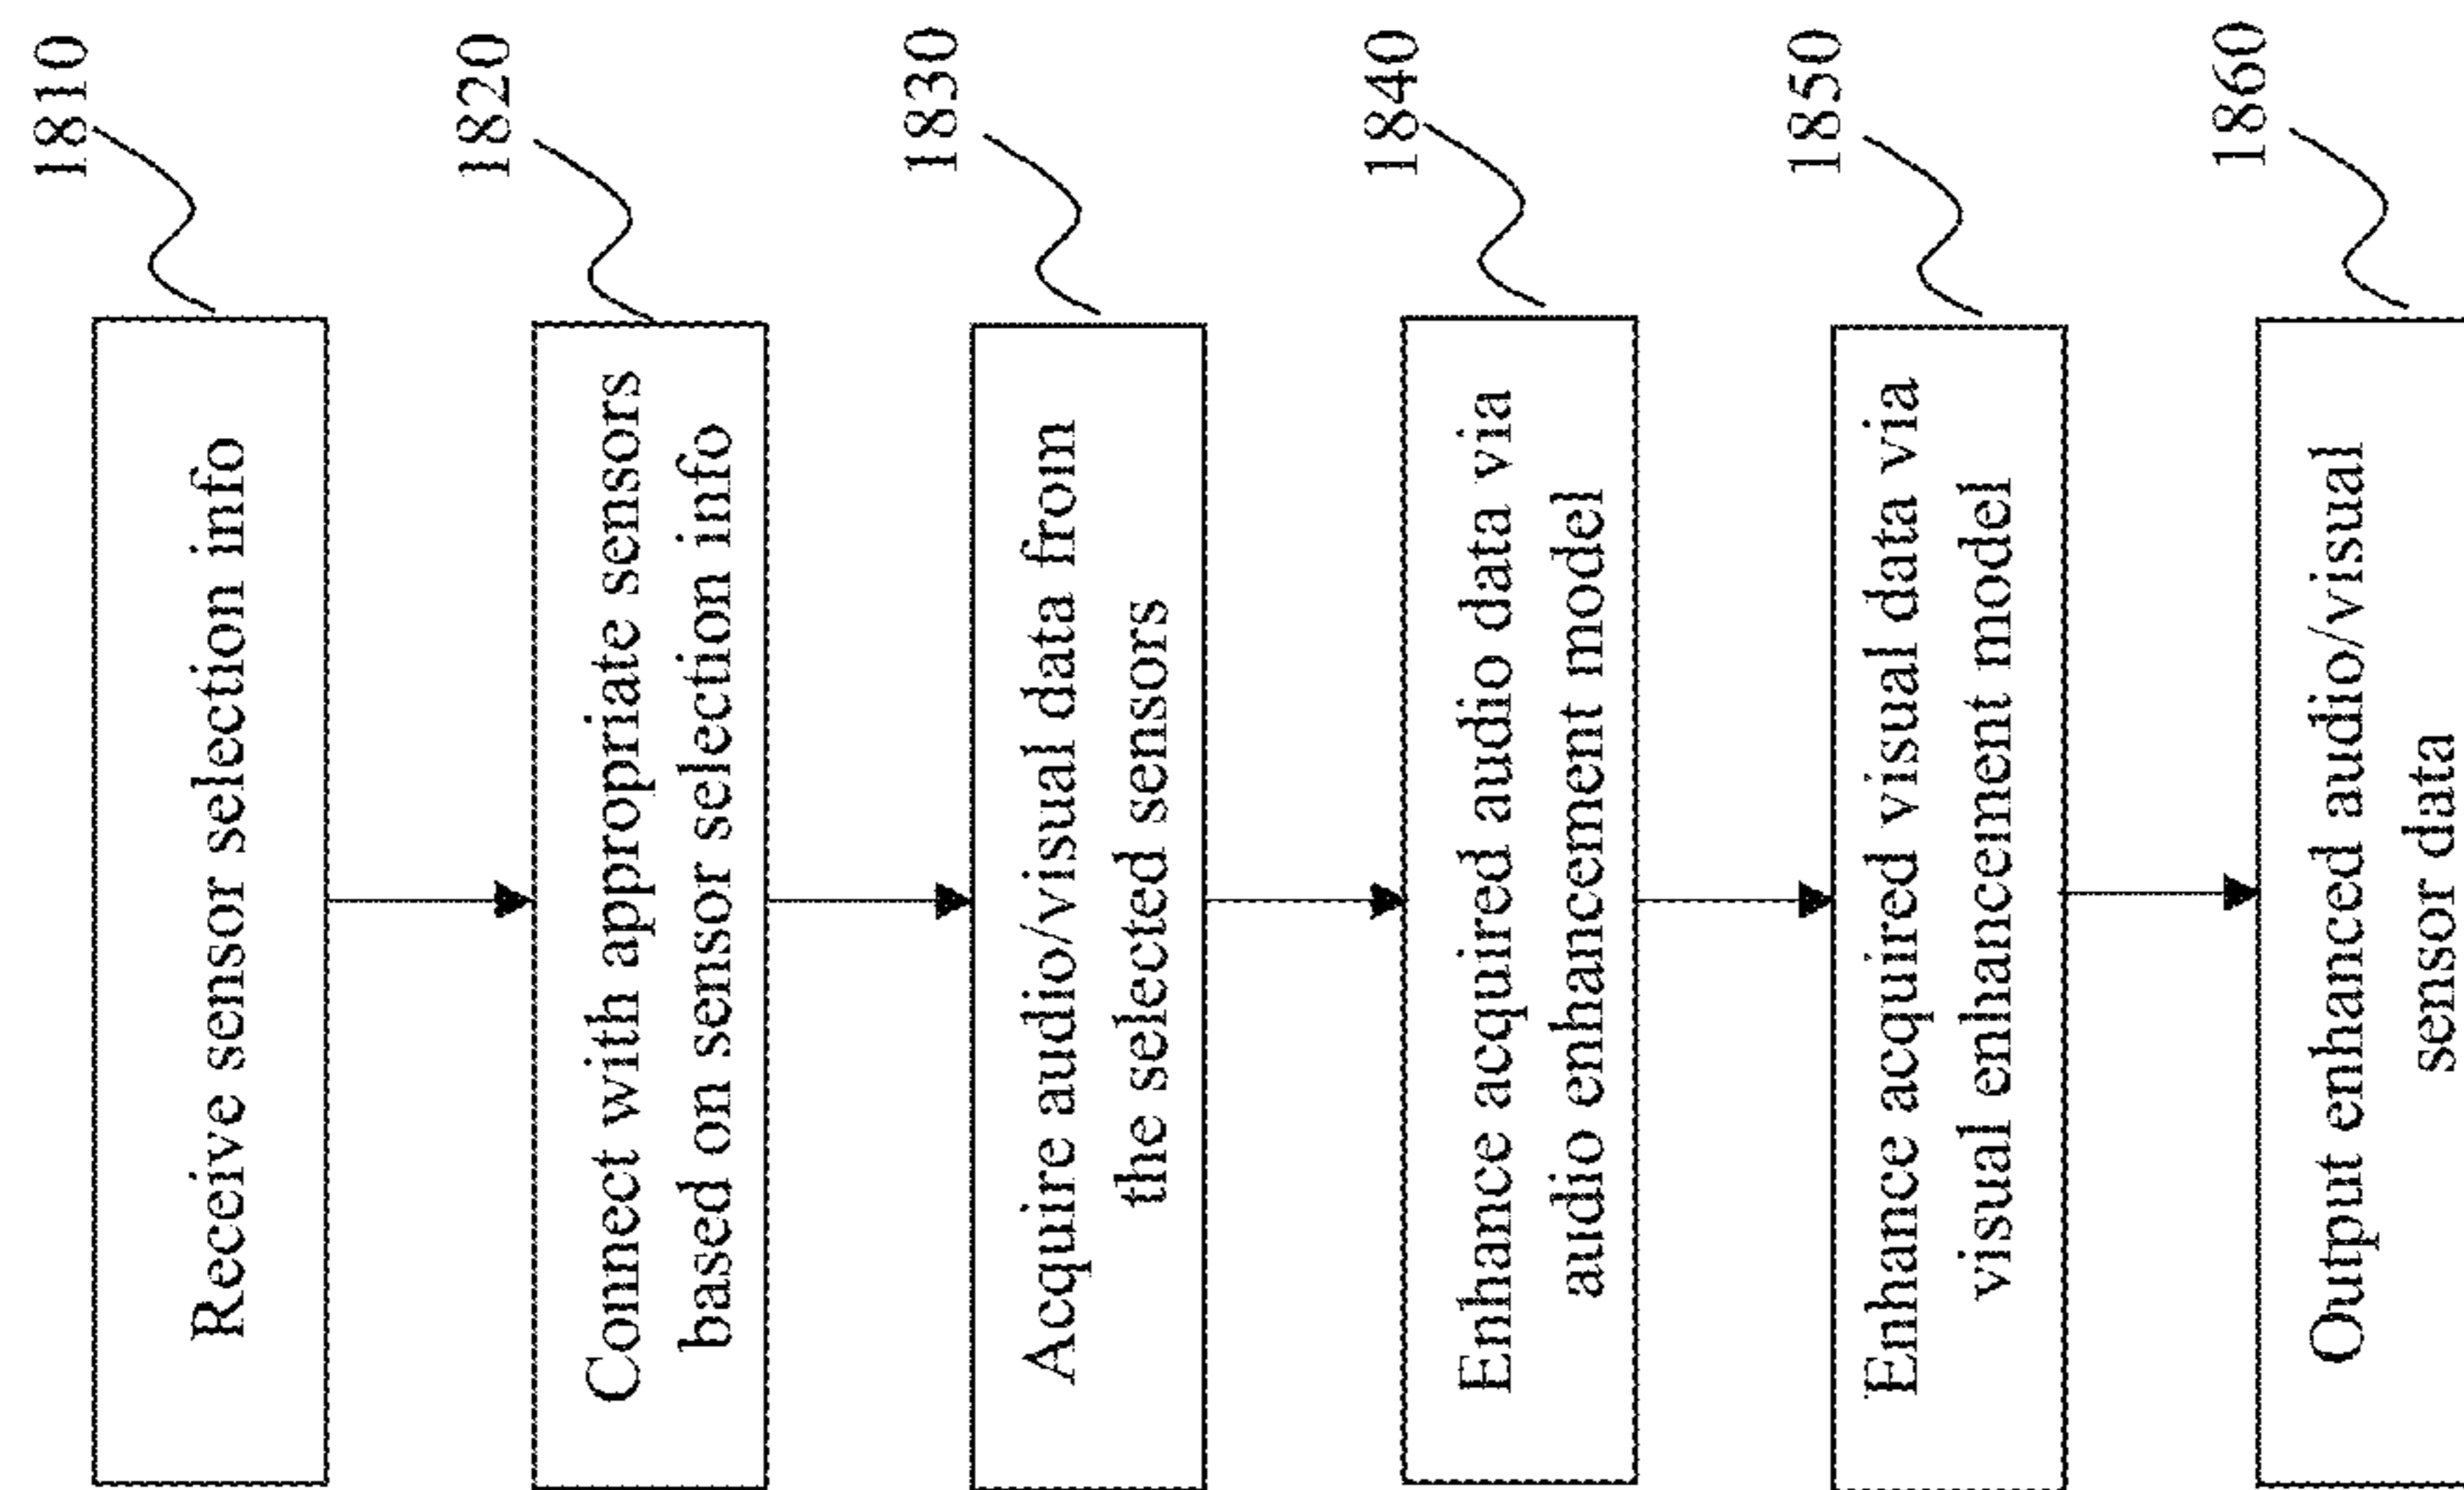 1810
Receive sensor selection info
1820
Connect with appropriate sensors
based on sensor selection info
1830
Acquire audio/visual data from
the selected sensors
1840
Enhance acquired audio data via
audio enhancement model
1850
Enhance acquired visual data via
visual enhancement model
1860
Output enhanced audio/visual
sensor data